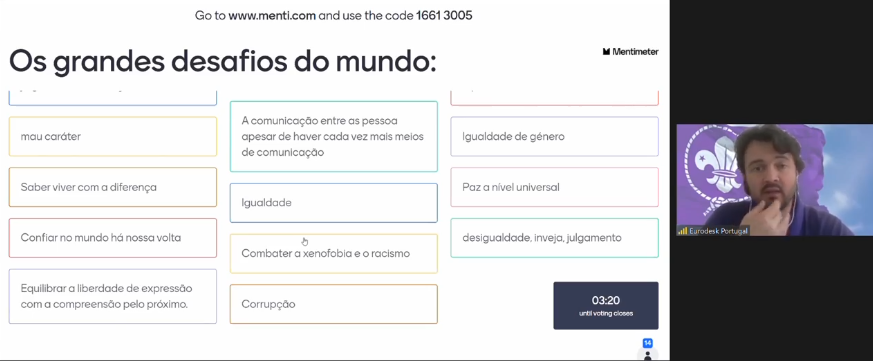 Go to www.menti.com and use the code 1661 3005
Os grandes desafios do mundo:
Mentimeter
mau caráter
Saber viver com a diferença
Confiar no mundo há nossa volta
Equilibrar a liberdade de expressão
com a compreensão pelo próximo.
A comunicação entre as pessoa
apesar de haver cada vez mais meios
de comunicação
Igualdade
Combater a xenofobia e o racismo
Corrupção
Igualdade de género
Paz a nível universal
desigualdade, inveja, julgamento
03:20
until voting closes
14
Eurodesk Portugal